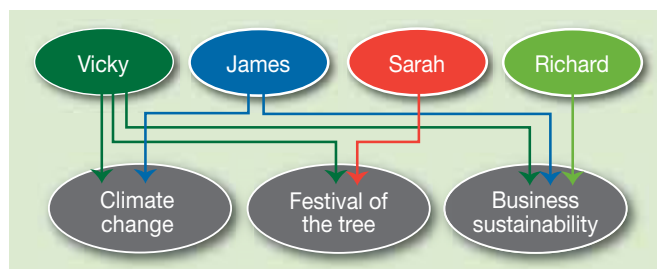 Vicky
James
Sarah
Richard
Climate
change
Festival of
the tree
Business
sustainability